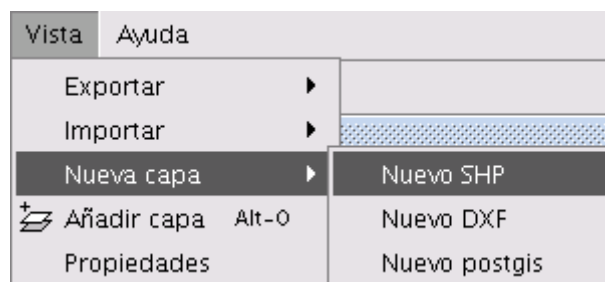 Vista Ayuda
Exportar
Importar
Nueva capa Nuevo SHP
Añadir capa Alt-O Nuevo DXF
Propiedades Nuevo postgis